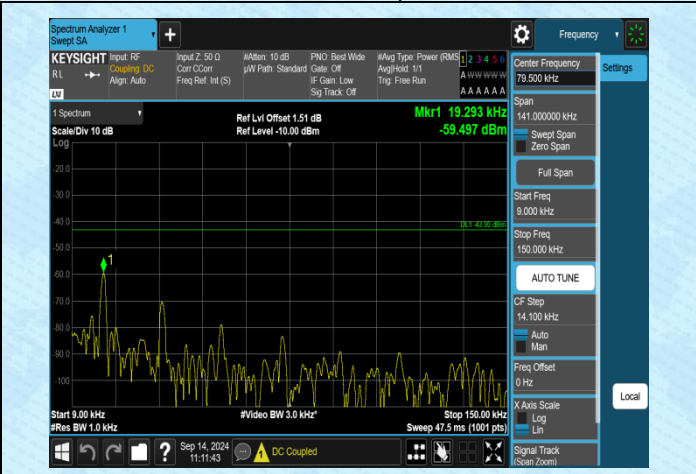 Spectrum Analyzer 1
Swept SA
Frequency
KEYSIGHT
RL
LXI
Input: RF
Coupling: DC
Align: Auto
Input Z: 50 Ω
Corr CCorr
Freq Ref: Int (S)
#Atten: 10 dB
µW Path: Standard
PNO: Best Wide
Gate: Off
IF Gain: Low
Sig Track: Off
#Avg Type: Power (RMS
Avg|Hold: 1/1
Trig: Free Run
1 2 3 4 5 6
A W W W W W
A A A A A A
1 Spectrum
Scale/Div 10 dB
Ref Lvl Offset 1.51 dB
Ref Level -10.00 dBm
Mkr1 19.293 kHz
-59.497 dBm
Log
-20.0
-30.0
-40.0
DL1 -43.00 dBm
-50.0
1
-60.0
-70.0
-80.0
-90.0
-100
Start 9.00 kHz
#Res BW 1.0 kHz
#Video BW 3.0 kHz*
Stop 150.00 kHz
Sweep 47.5 ms (1001 pts)
Center Frequency
79.500 kHz
Settings
Span
141.000000 kHz
Swept Span
Zero Span
Full Span
Start Freq
9.000 kHz
Stop Freq
150.000 kHz
AUTO TUNE
CF Step
14.100 kHz
Auto
Man
Freq Offset
0 Hz
X Axis Scale
Log
Lin
Signal Track
(Span Zoom)
Local
?
Sep 14, 2024
11:11:43
DC Coupled